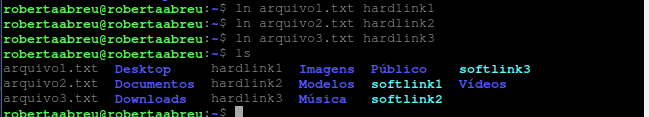 robertaabreu@robertaabreu:~$ ln arquivo1.txt hardlink1
robertaabreu@robertaabreu:~$ ln arquivo2.txt hardlink2
robertaabreu@robertaabreu:~$ ln arquivo3.txt hardlink3
robertaabreu@robertaabreu:~$ ls
arquivo1.txt  Desktop     hardlink1  Imagens  Público    softlink3
arquivo2.txt  Documentos  hardlink2  Modelos  softlink1  Vídeos
arquivo3.txt  Downloads   hardlink3  Música   softlink2
robertaabreu@robertaabreu:~$